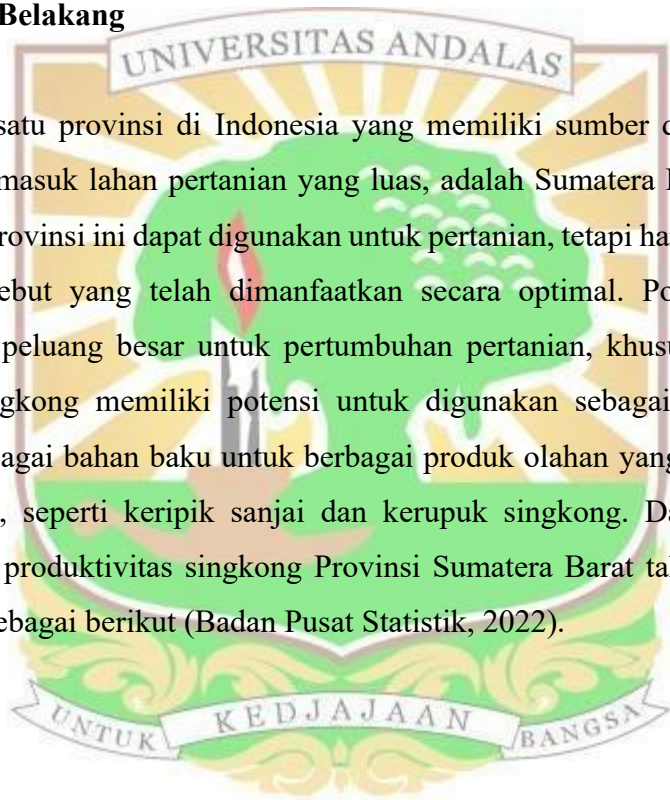 Belakang
UNIVERSITAS ANDALAS
satu provinsi di Indonesia yang memiliki sumber d
masuk lahan pertanian yang luas, adalah Sumatera
rovinsi ini dapat digunakan untuk pertanian, tetapi ha
ebut yang telah dimanfaatkan secara optimal. Po
peluang besar untuk pertumbuhan pertanian, khusu
gkong memiliki potensi untuk digunakan sebagai
agai bahan baku untuk berbagai produk olahan yang
, seperti keripik sanjai dan kerupuk singkong. Da
produktivitas singkong Provinsi Sumatera Barat ta
ebagai berikut (Badan Pusat Statistik, 2022).
UNTUK KEDJAJAAN BANGSA